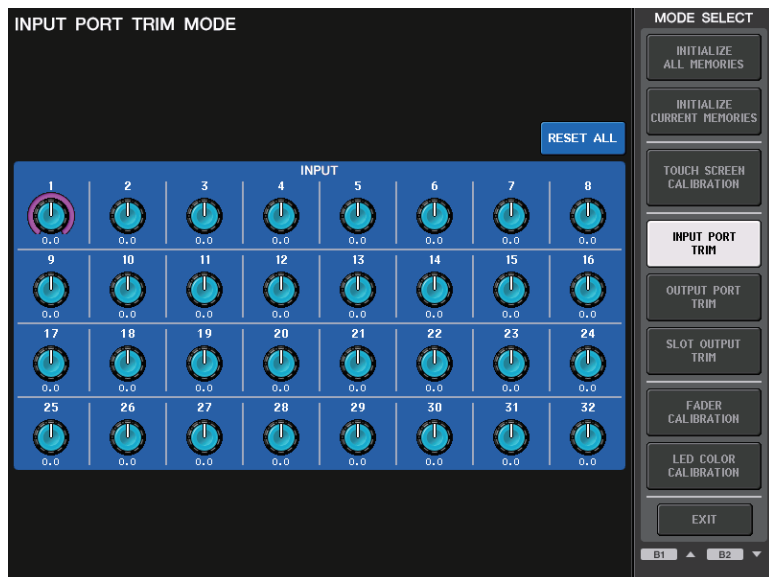 INPUT PORT TRIM MODE
RESET ALL
INPUT
1 2 3 4 5 6 7 8
0.0 0.0 0.0 0.0 0.0 0.0 0.0 0.0
9 10 11 12 13 14 15 16
0.0 0.0 0.0 0.0 0.0 0.0 0.0 0.0
17 18 19 20 21 22 23 24
0.0 0.0 0.0 0.0 0.0 0.0 0.0 0.0
25 26 27 28 29 30 31 32
0.0 0.0 0.0 0.0 0.0 0.0 0.0 0.0
MODE SELECT
INITIALIZE
ALL MEMORIES
INITIALIZE
CURRENT MEMORIES
TOUCH SCREEN
CALIBRATION
INPUT PORT
TRIM
OUTPUT PORT
TRIM
SLOT OUTPUT
TRIM
FADER
CALIBRATION
LED COLOR
CALIBRATION
EXIT
B1 ▲ B2 ▼